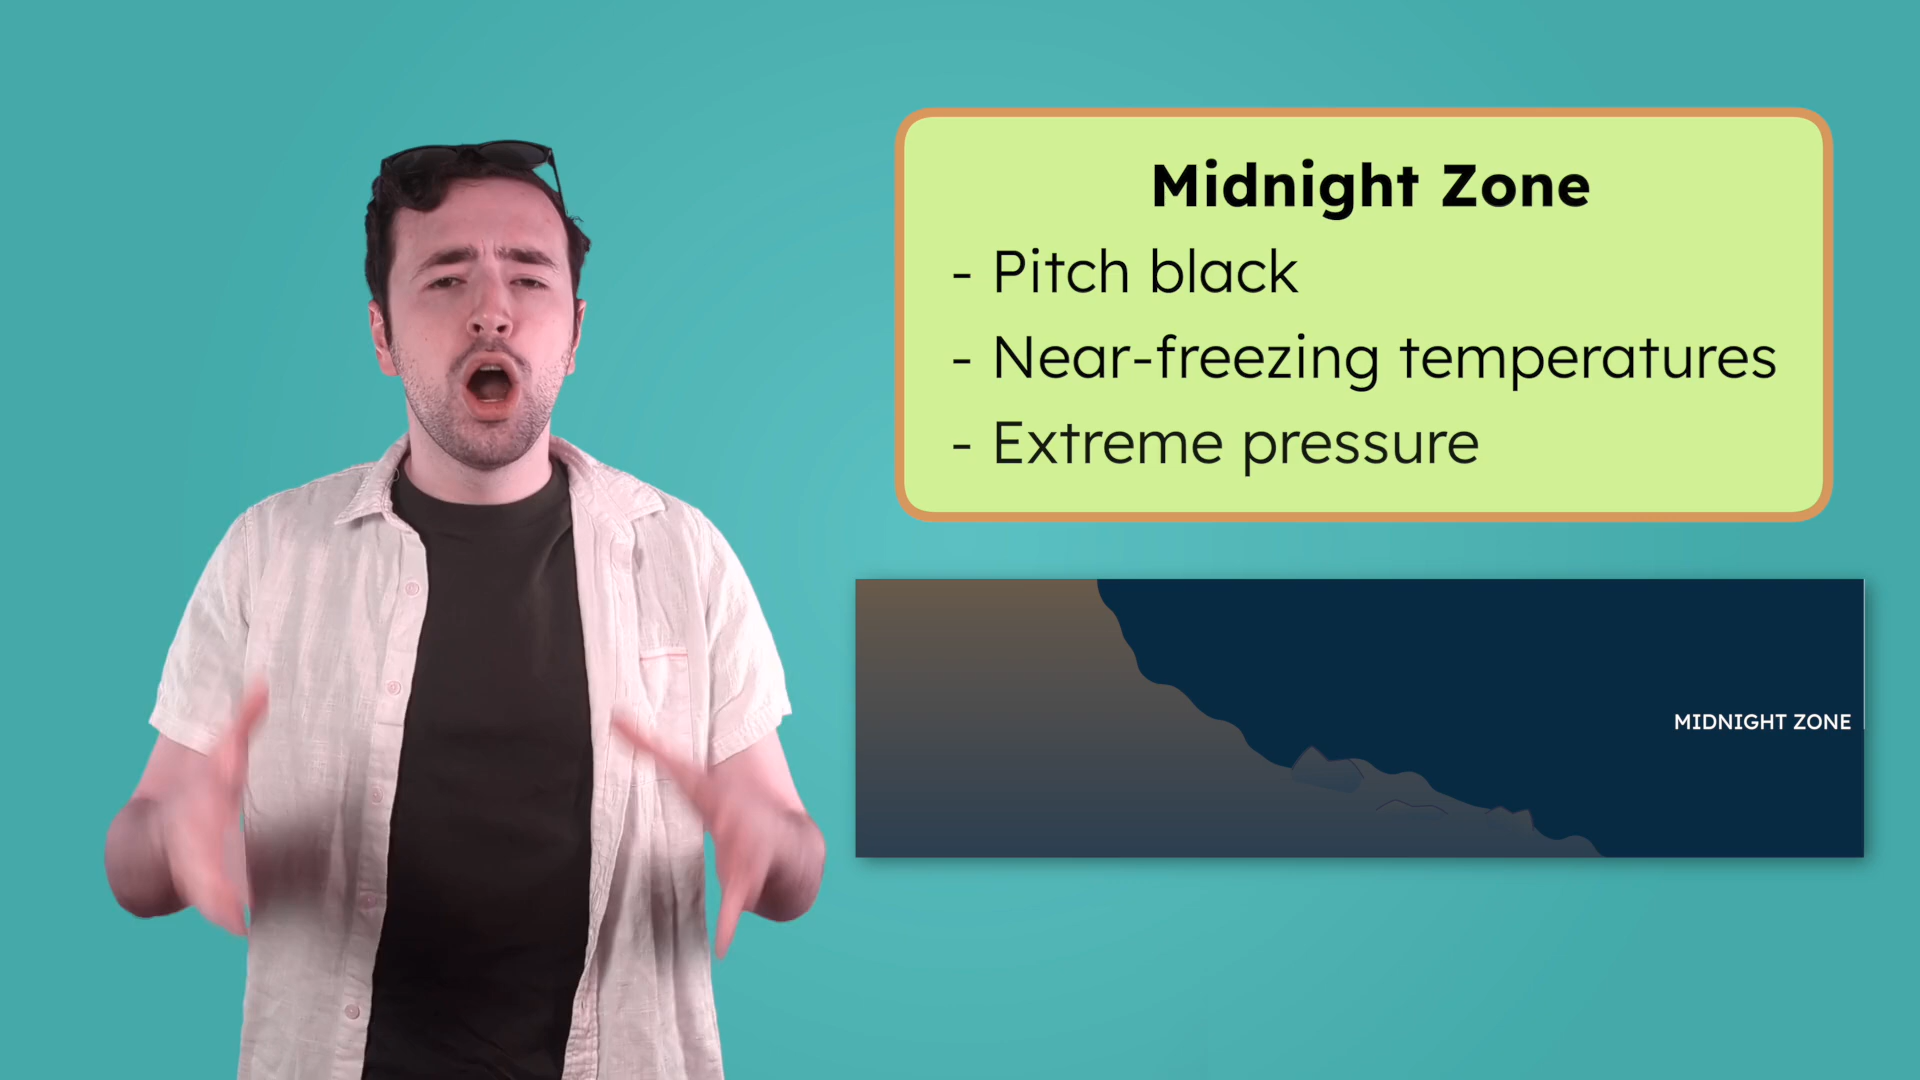 Midnight Zone
- Pitch black
- Near-freezing temperatures
- Extreme pressure
MIDNIGHT ZONE